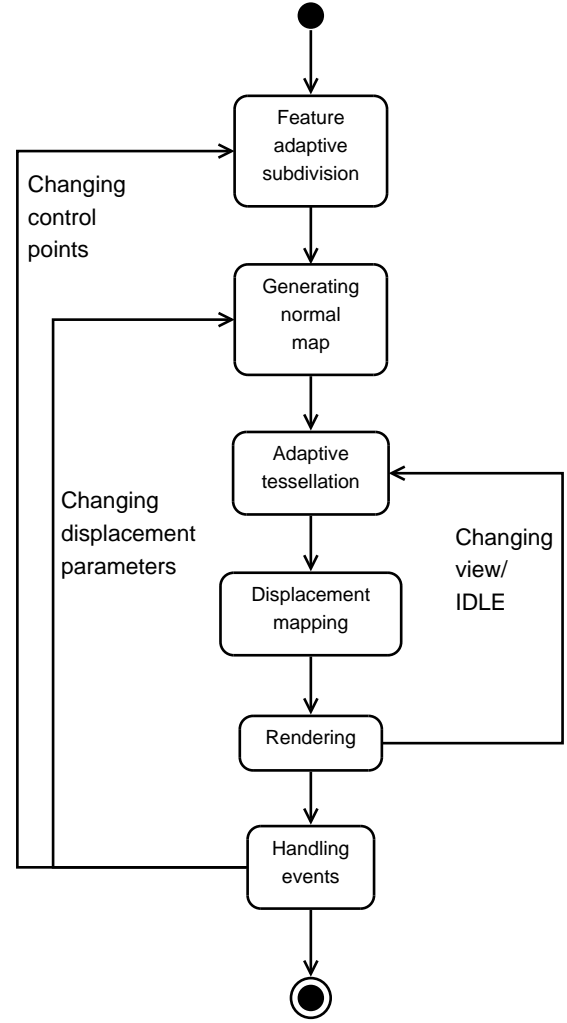 Feature
adaptive
subdivision
Changing
control
points
Generating
normal
map
Adaptive
tessellation
Changing
displacement
parameters
Changing
view/
IDLE
Displacement
mapping
Rendering
Handling
events